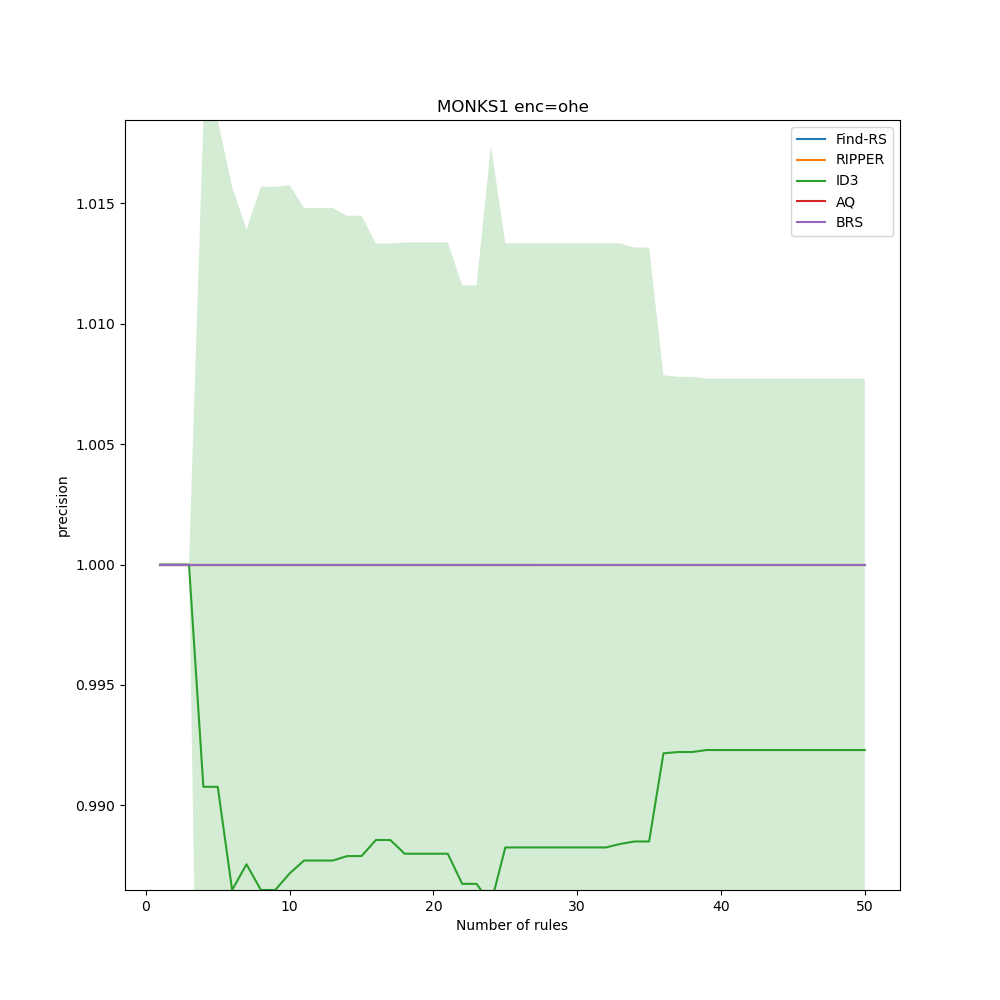 MONKS1 enc=ohe
Find-RS
RIPPER
ID3
AQ
BRS
1.015
1.010
1.005
1.000
0.995
0.990
precision
0 10 20 30 40 50
Number of rules